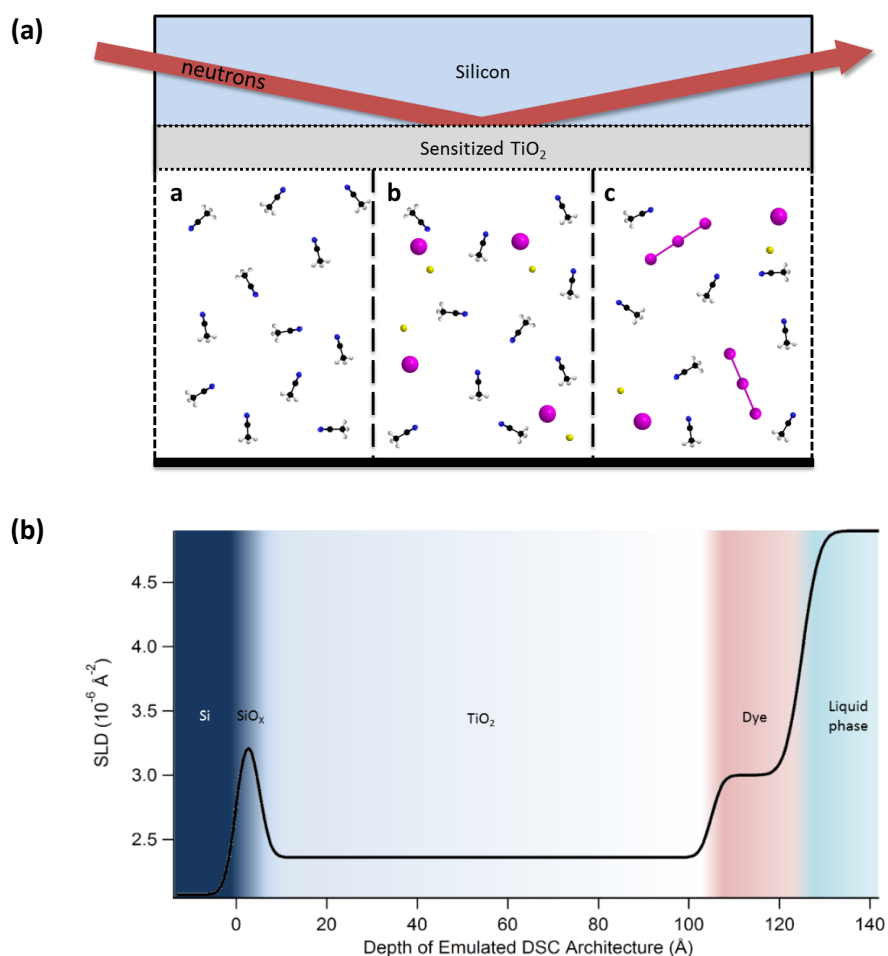 (a)
neutrons
Silicon
Sensitized TiO₂
a
b
c
(b)
SLD (10⁻⁶ Å⁻²)
4.5
4.0
3.5
3.0
2.5
Si
SiOₓ
TiO₂
Dye
Liquid
phase
0
20
40
60
80
100
120
140
Depth of Emulated DSC Architecture (Å)